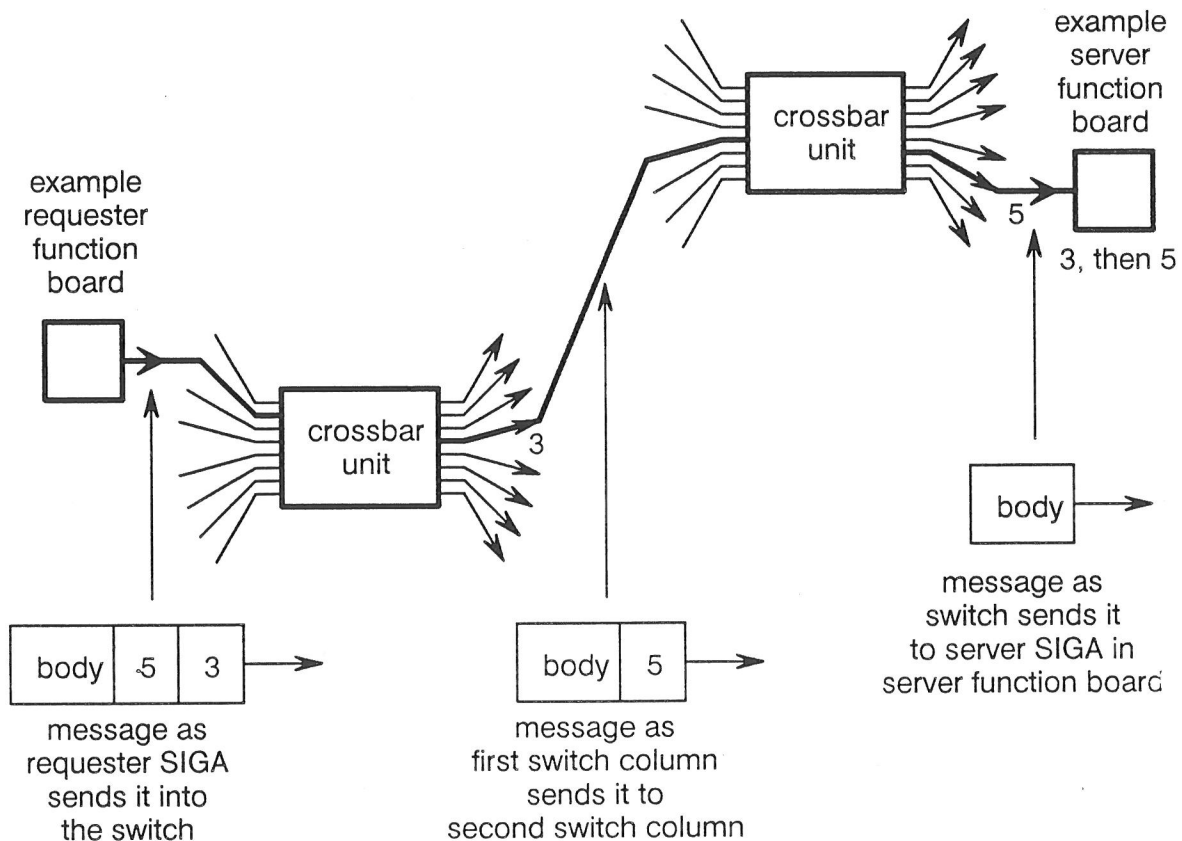 example
requester
function
board
crossbar
unit
3
crossbar
unit
example
server
function
board
5
3, then 5
body 5 3
message as
requester SIGA
sends it into
the switch
body 5
message as
first switch column
sends it to
second switch column
body
message as
switch sends it
to server SIGA in
server function board